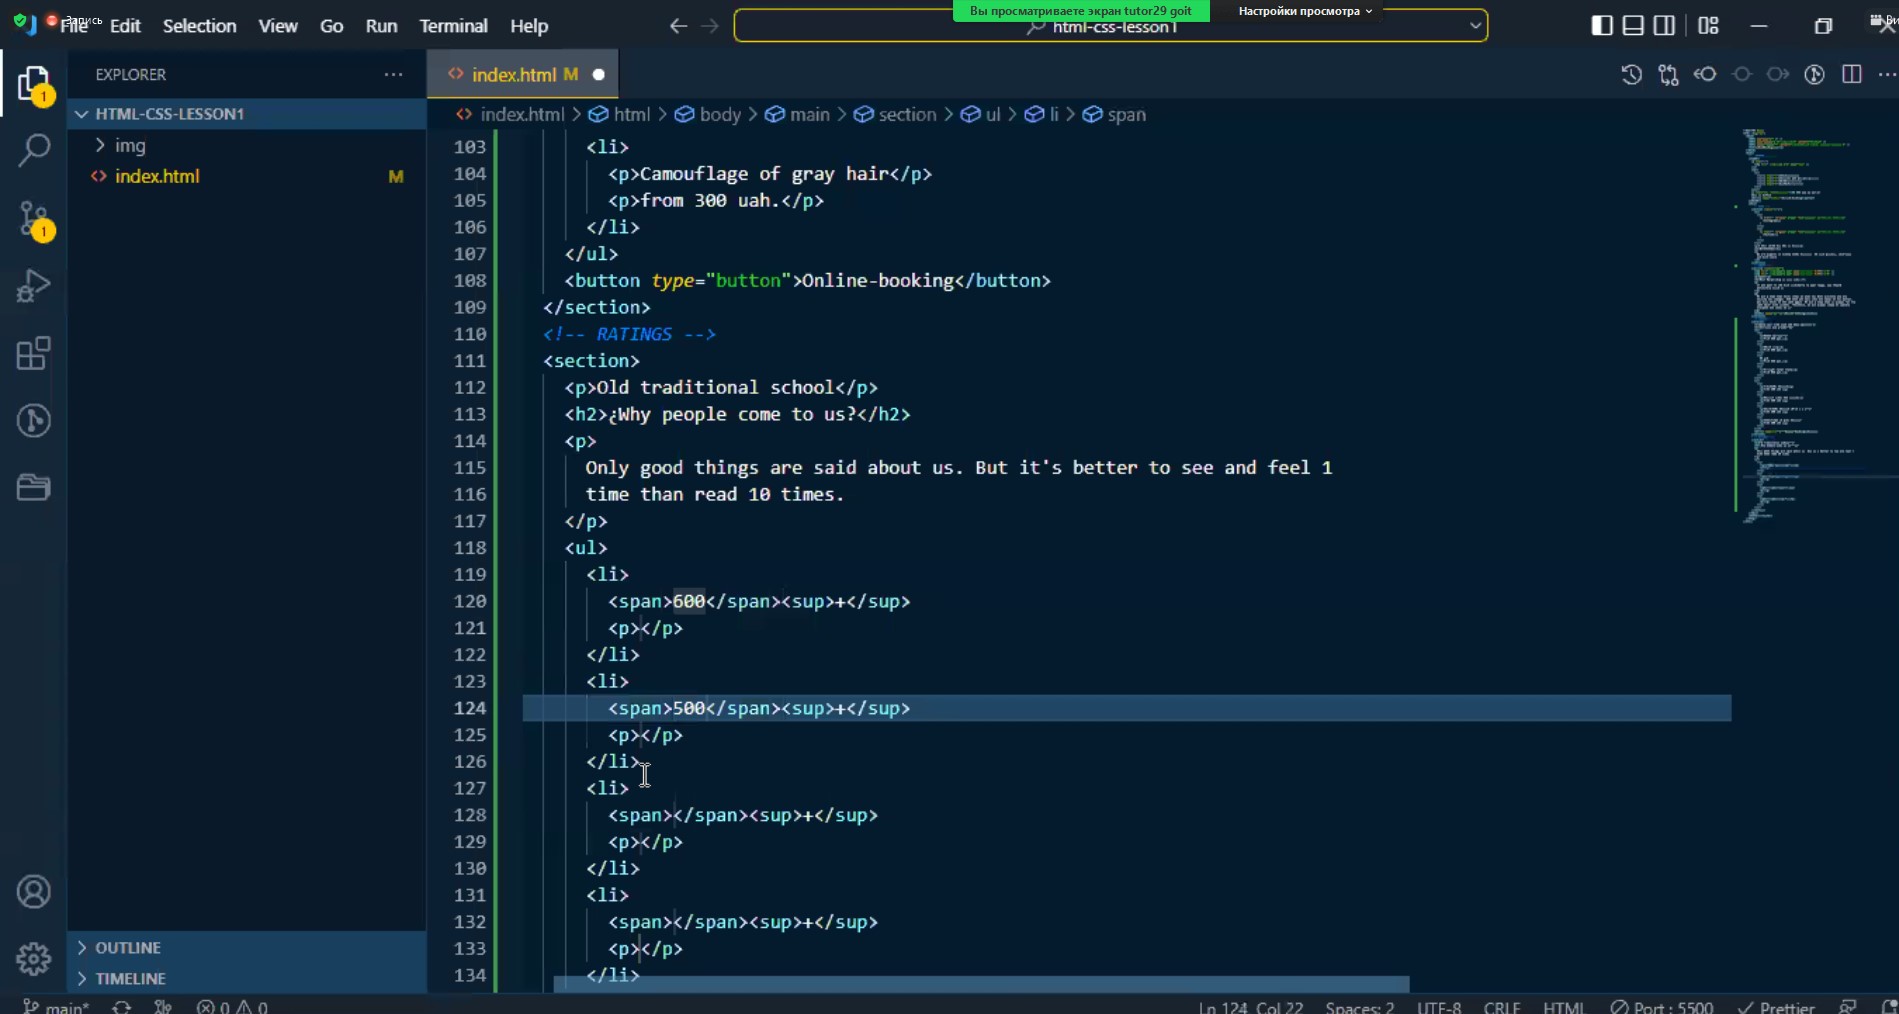 Запись
File Edit Selection View Go Run Terminal Help
Вы просматриваете экран tutor29 goit
Настройки просмотра
html-css-lesson1
EXPLORER
index.html M
1
HTML-CSS-LESSON1
index.html > html > body > main > section > ul > li > span
img
index.html M
1
103 <li>
104 <p>Camouflage of gray hair</p>
105 <p>from 300 uah.</p>
106 </li>
107 </ul>
108 <button type="button">Online-booking</button>
109 </section>
110 <!-- RATINGS -->
111 <section>
112 <p>Old traditional school</p>
113 <h2>¿Why people come to us?</h2>
114 <p>
115 Only good things are said about us. But it's better to see and feel 1
116 time than read 10 times.
117 </p>
118 <ul>
119 <li>
120 <span>600</span><sup>+</sup>
121 <p></p>
122 </li>
123 <li>
124 <span>500</span><sup>+</sup>
125 <p></p>
126 </li>
127 <li>
128 <span></span><sup>+</sup>
129 <p></p>
130 </li>
131 <li>
132 <span></span><sup>+</sup>
133 <p></p>
134 </li>
OUTLINE
TIMELINE
main* 0 0 Ln 124, Col 22 Spaces: 2 UTF-8 CRLF HTML Port : 5500 Prettier